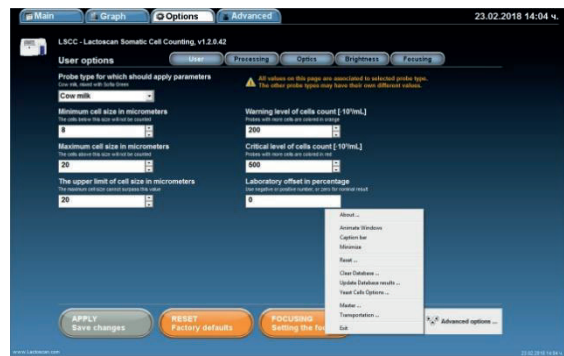 Main Graph Options Advanced 23.02.2018 14:04 ч.
LSCC - Lactoscan Somatic Cell Counting, v1.2.0.42
User options User Processing Optics Brightness Focusing
Probe type for which should apply parameters
Cow milk, mixed with Sofia Green
Cow milk
All values on this page are associated to selected probe type.
The other probe types may have their own different values.
Minimum cell size in micrometers
The cells below this size will not be counted
8
Warning level of cells count [·10³/mL]
Probes with more cells are colored in orange
200
Maximum cell size in micrometers
The cells above this size will not be counted
20
Critical level of cells count [·10³/mL]
Probes with more cells are colored in red
500
The upper limit of cell size in micrometers
The maximum cell size cannot surpass this value
20
Laboratory offset in percentage
Use negative or positive number, or zero for nominal result
0
About ...
Animate Windows
Caption bar
Minimize
Reset ...
Clear Database ...
Update Database results ...
Yeast Cells Options ...
Master ...
Transportation ...
Exit
APPLY
Save changes
RESET
Factory defaults
FOCUSING
Setting the fo
Advanced options ...
www.lactoscan.com